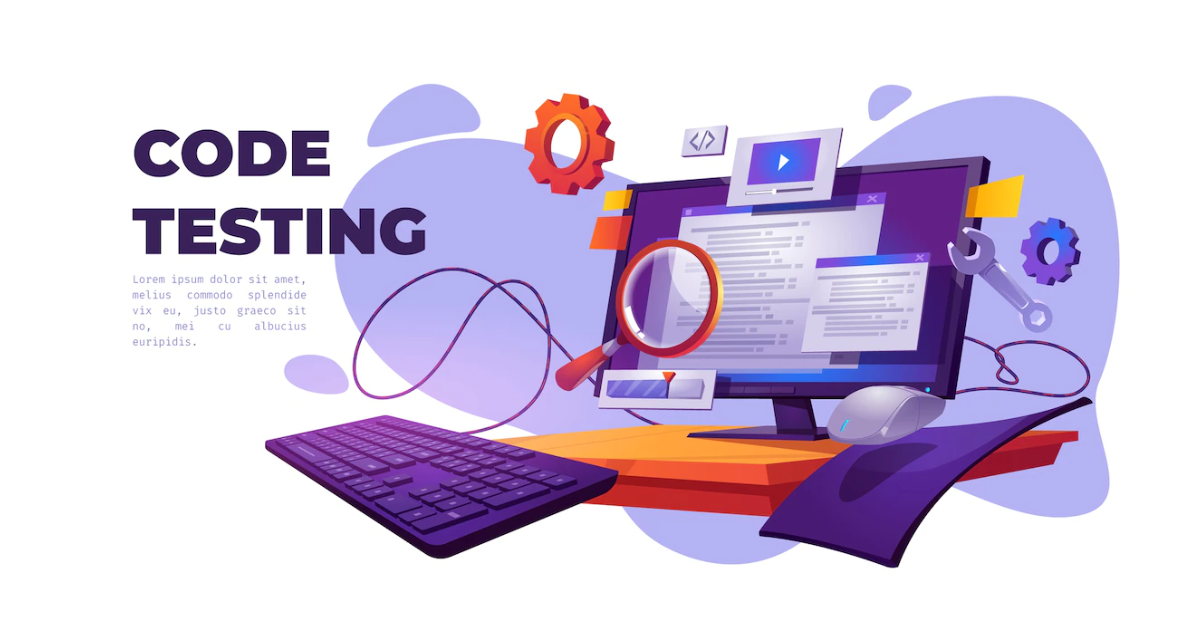 CODE
TESTING
Lorem ipsum dolor sit amet,
melius commodo splendide
vix eu, justo graeco sit
no, mei cu albucius
euripidis.
</>